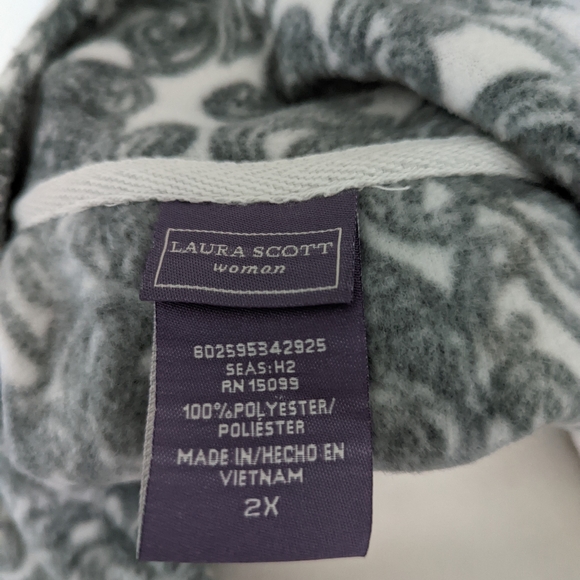 LAURA SCOTT
woman
602595342925
SEAS:H2
RN 15099
100%POLYESTER/
POLIÉSTER
MADE IN/HECHO EN
VIETNAM
2X